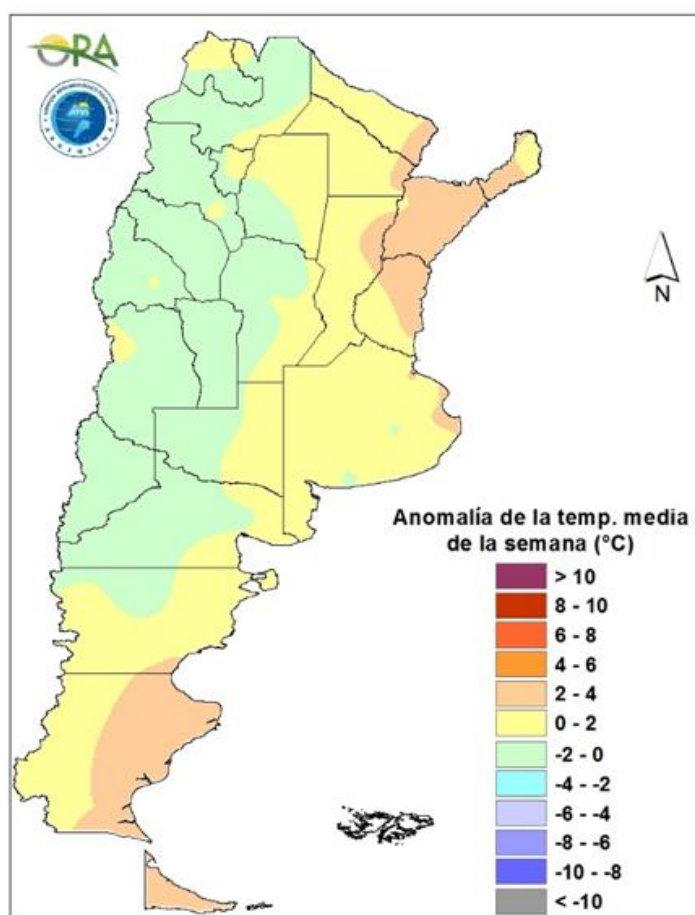 ORA
N
Anomalía de la temp. media
de la semana (°C)
> 10
8 - 10
6 - 8
4 - 6
2 - 4
0 - 2
-2 - 0
-4 - -2
-6 - -4
-8 - -6
-10 - -8
< -10